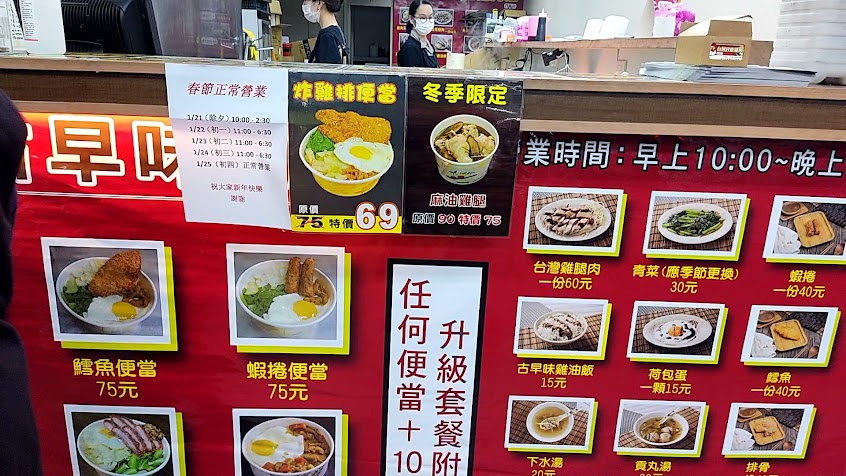 春節正常營業
1/21(除夕)10:00 - 2:30
1/22(初一)11:00 - 6:30
1/23(初二)11:00 - 6:30
1/24(初三)11:00 - 6:30
1/25(初四)正常營業
祝大家新年快樂
謝謝
炸雞排便當
原價
75 特價 69
冬季限定
麻油雞腿
原價 90 特價 75
古早味
業時間：早上10:00~晚上
鱈魚便當
75元
蝦捲便當
75元
任何便當＋10
升級套餐附
台灣雞腿肉
一份60元
青菜(應季節更換)
30元
蝦捲
一份40元
古早味雞油飯
15元
荷包蛋
一顆15元
鱈魚
一份40元
下水湯
貢丸湯
排骨